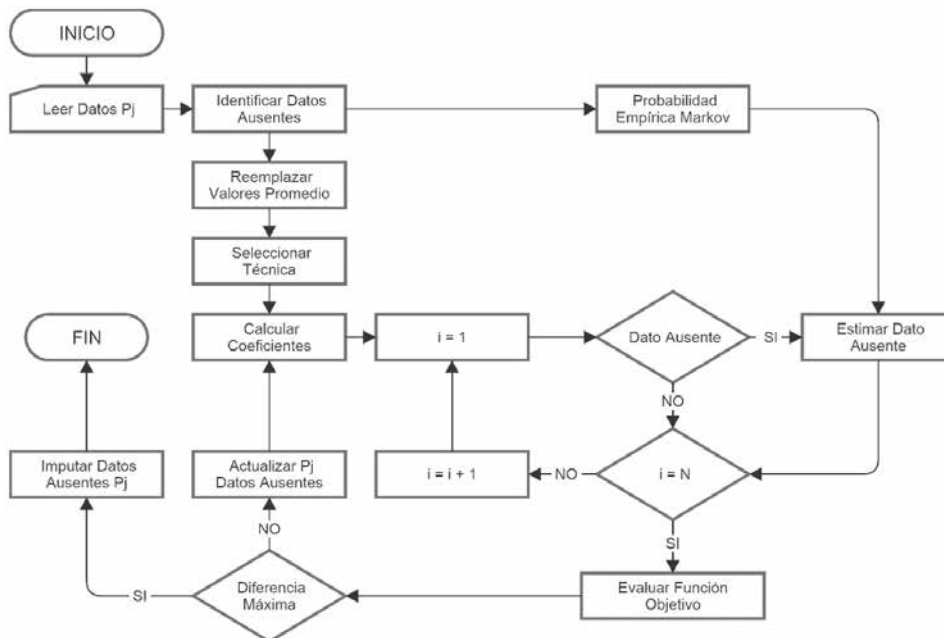 INICIO
Leer Datos Pj
Identificar Datos
Ausentes
Probabilidad
Empírica Markov
Reemplazar
Valores Promedio
Seleccionar
Técnica
FIN
Calcular
Coeficientes
i = 1
Dato Ausente
SI
Estimar Dato
Ausente
NO
Imputar Datos
Ausentes Pj
Actualizar Pj
Datos Ausentes
i = i + 1
NO
i = N
NO
SI
SI
Diferencia
Máxima
Evaluar Función
Objetivo